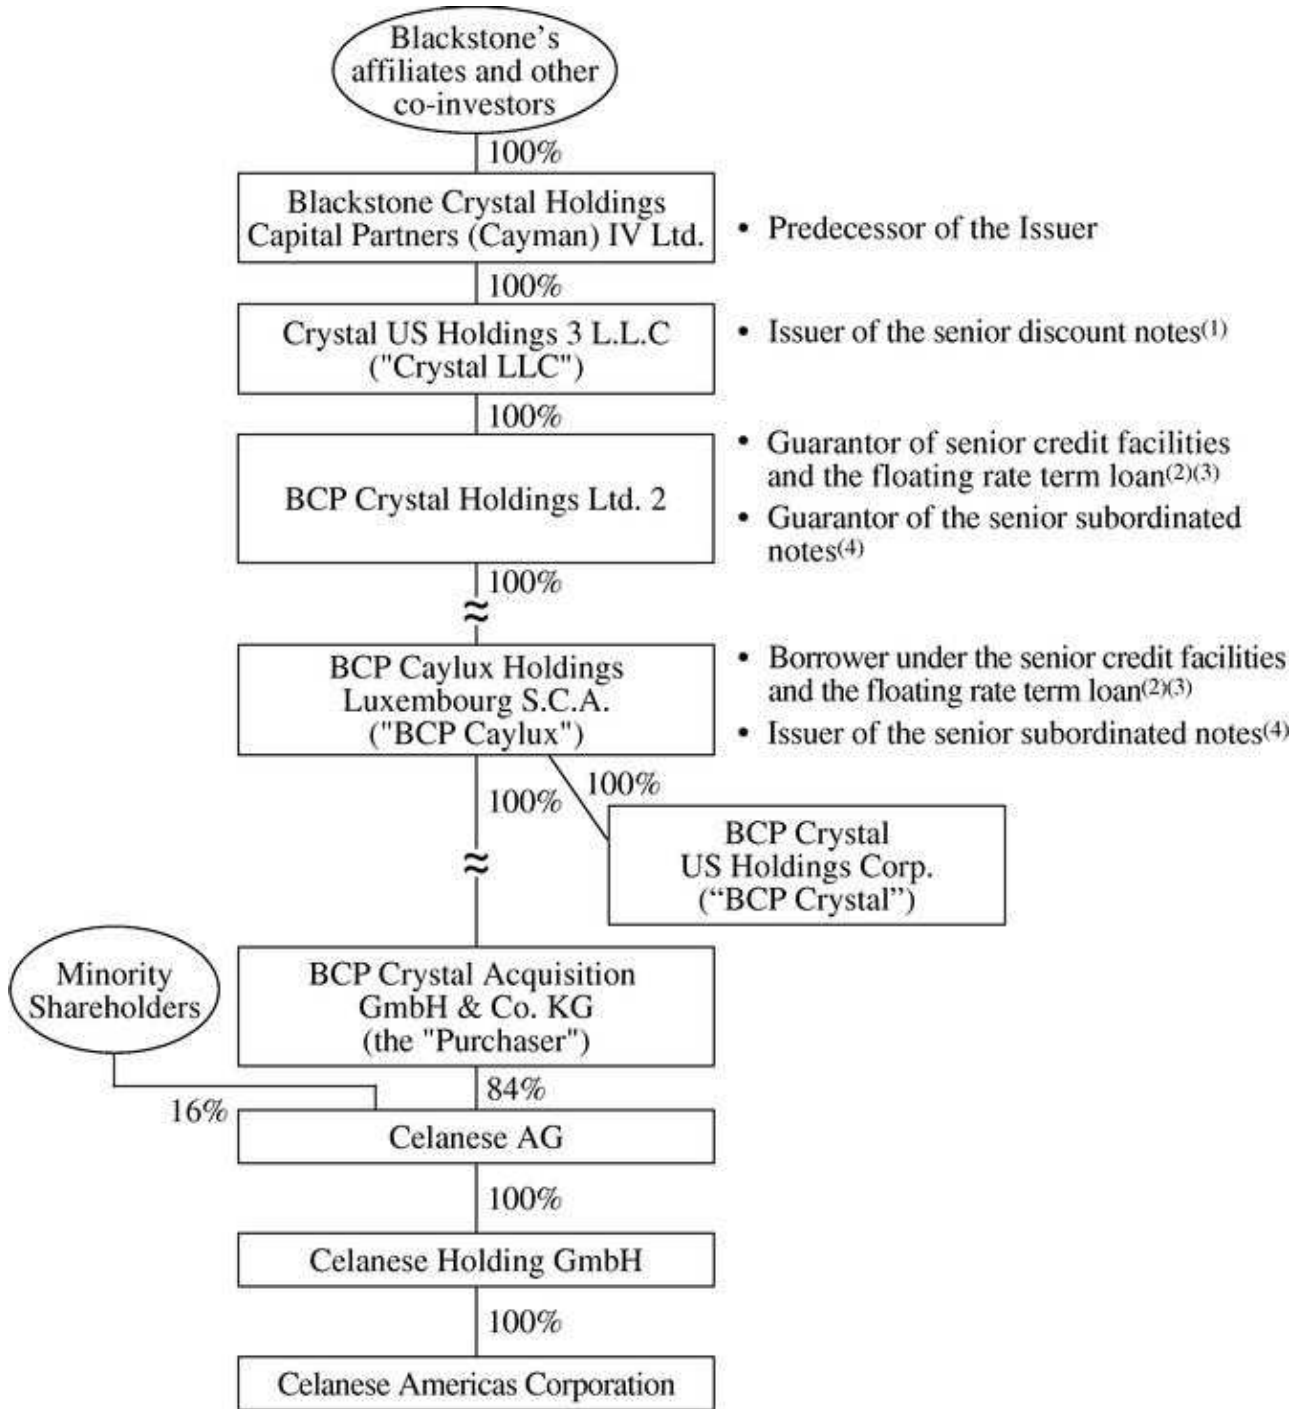 Blackstone's
affiliates and other
co-investors
100%
Blackstone Crystal Holdings
Capital Partners (Cayman) IV Ltd.
• Predecessor of the Issuer
100%
Crystal US Holdings 3 L.L.C
("Crystal LLC")
• Issuer of the senior discount notes(1)
100%
BCP Crystal Holdings Ltd. 2
• Guarantor of senior credit facilities
and the floating rate term loan(2)(3)
• Guarantor of the senior subordinated
notes(4)
100%
BCP Caylux Holdings
Luxembourg S.C.A.
("BCP Caylux")
• Borrower under the senior credit facilities
and the floating rate term loan(2)(3)
• Issuer of the senior subordinated notes(4)
100%
100%
BCP Crystal
US Holdings Corp.
(“BCP Crystal”)
Minority
Shareholders
BCP Crystal Acquisition
GmbH & Co. KG
(the "Purchaser")
84%
16%
Celanese AG
100%
Celanese Holding GmbH
100%
Celanese Americas Corporation